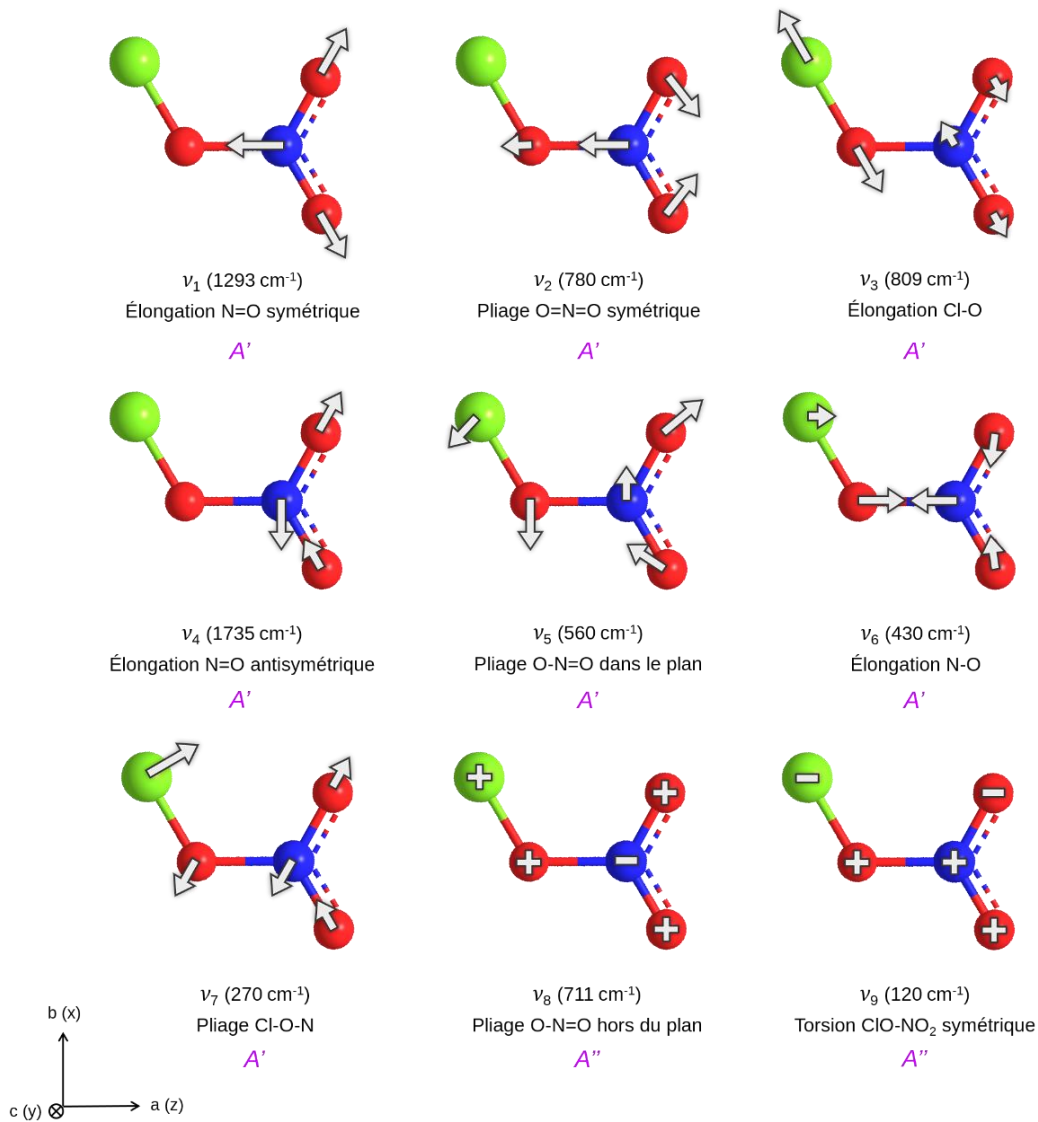 ν1 (1293 cm-1)
Élongation N=O symétrique
A’
ν2 (780 cm-1)
Pliage O=N=O symétrique
A’
ν3 (809 cm-1)
Élongation Cl-O
A’
ν4 (1735 cm-1)
Élongation N=O antisymétrique
A’
ν5 (560 cm-1)
Pliage O-N=O dans le plan
A’
ν6 (430 cm-1)
Élongation N-O
A’
+
+
+
-
+
-
-
+
+
+
ν7 (270 cm-1)
Pliage Cl-O-N
A’
ν8 (711 cm-1)
Pliage O-N=O hors du plan
A’’
ν9 (120 cm-1)
Torsion ClO-NO2 symétrique
A’’
b (x)
a (z)
c (y)